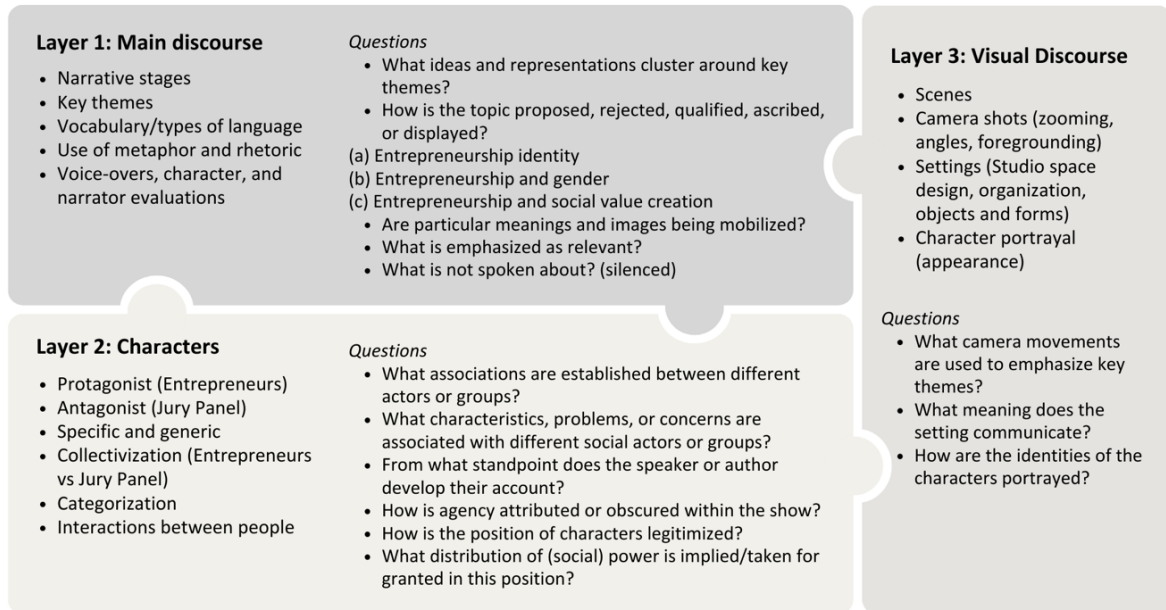 Layer 1: Main discourse
• Narrative stages
• Key themes
• Vocabulary/types of language
• Use of metaphor and rhetoric
• Voice-overs, character, and
narrator evaluations
Questions
• What ideas and representations cluster around key
themes?
• How is the topic proposed, rejected, qualified, ascribed,
or displayed?
(a) Entrepreneurship identity
(b) Entrepreneurship and gender
(c) Entrepreneurship and social value creation
• Are particular meanings and images being mobilized?
• What is emphasized as relevant?
• What is not spoken about? (silenced)
Layer 2: Characters
• Protagonist (Entrepreneurs)
• Antagonist (Jury Panel)
• Specific and generic
• Collectivization (Entrepreneurs
vs Jury Panel)
• Categorization
• Interactions between people
Questions
• What associations are established between different
actors or groups?
• What characteristics, problems, or concerns are
associated with different social actors or groups?
• From what standpoint does the speaker or author
develop their account?
• How is agency attributed or obscured within the show?
• How is the position of characters legitimized?
• What distribution of (social) power is implied/taken for
granted in this position?
Layer 3: Visual Discourse
• Scenes
• Camera shots (zooming,
angles, foregrounding)
• Settings (Studio space
design, organization,
objects and forms)
• Character portrayal
(appearance)
Questions
• What camera movements
are used to emphasize key
themes?
• What meaning does the
setting communicate?
• How are the identities of the
characters portrayed?